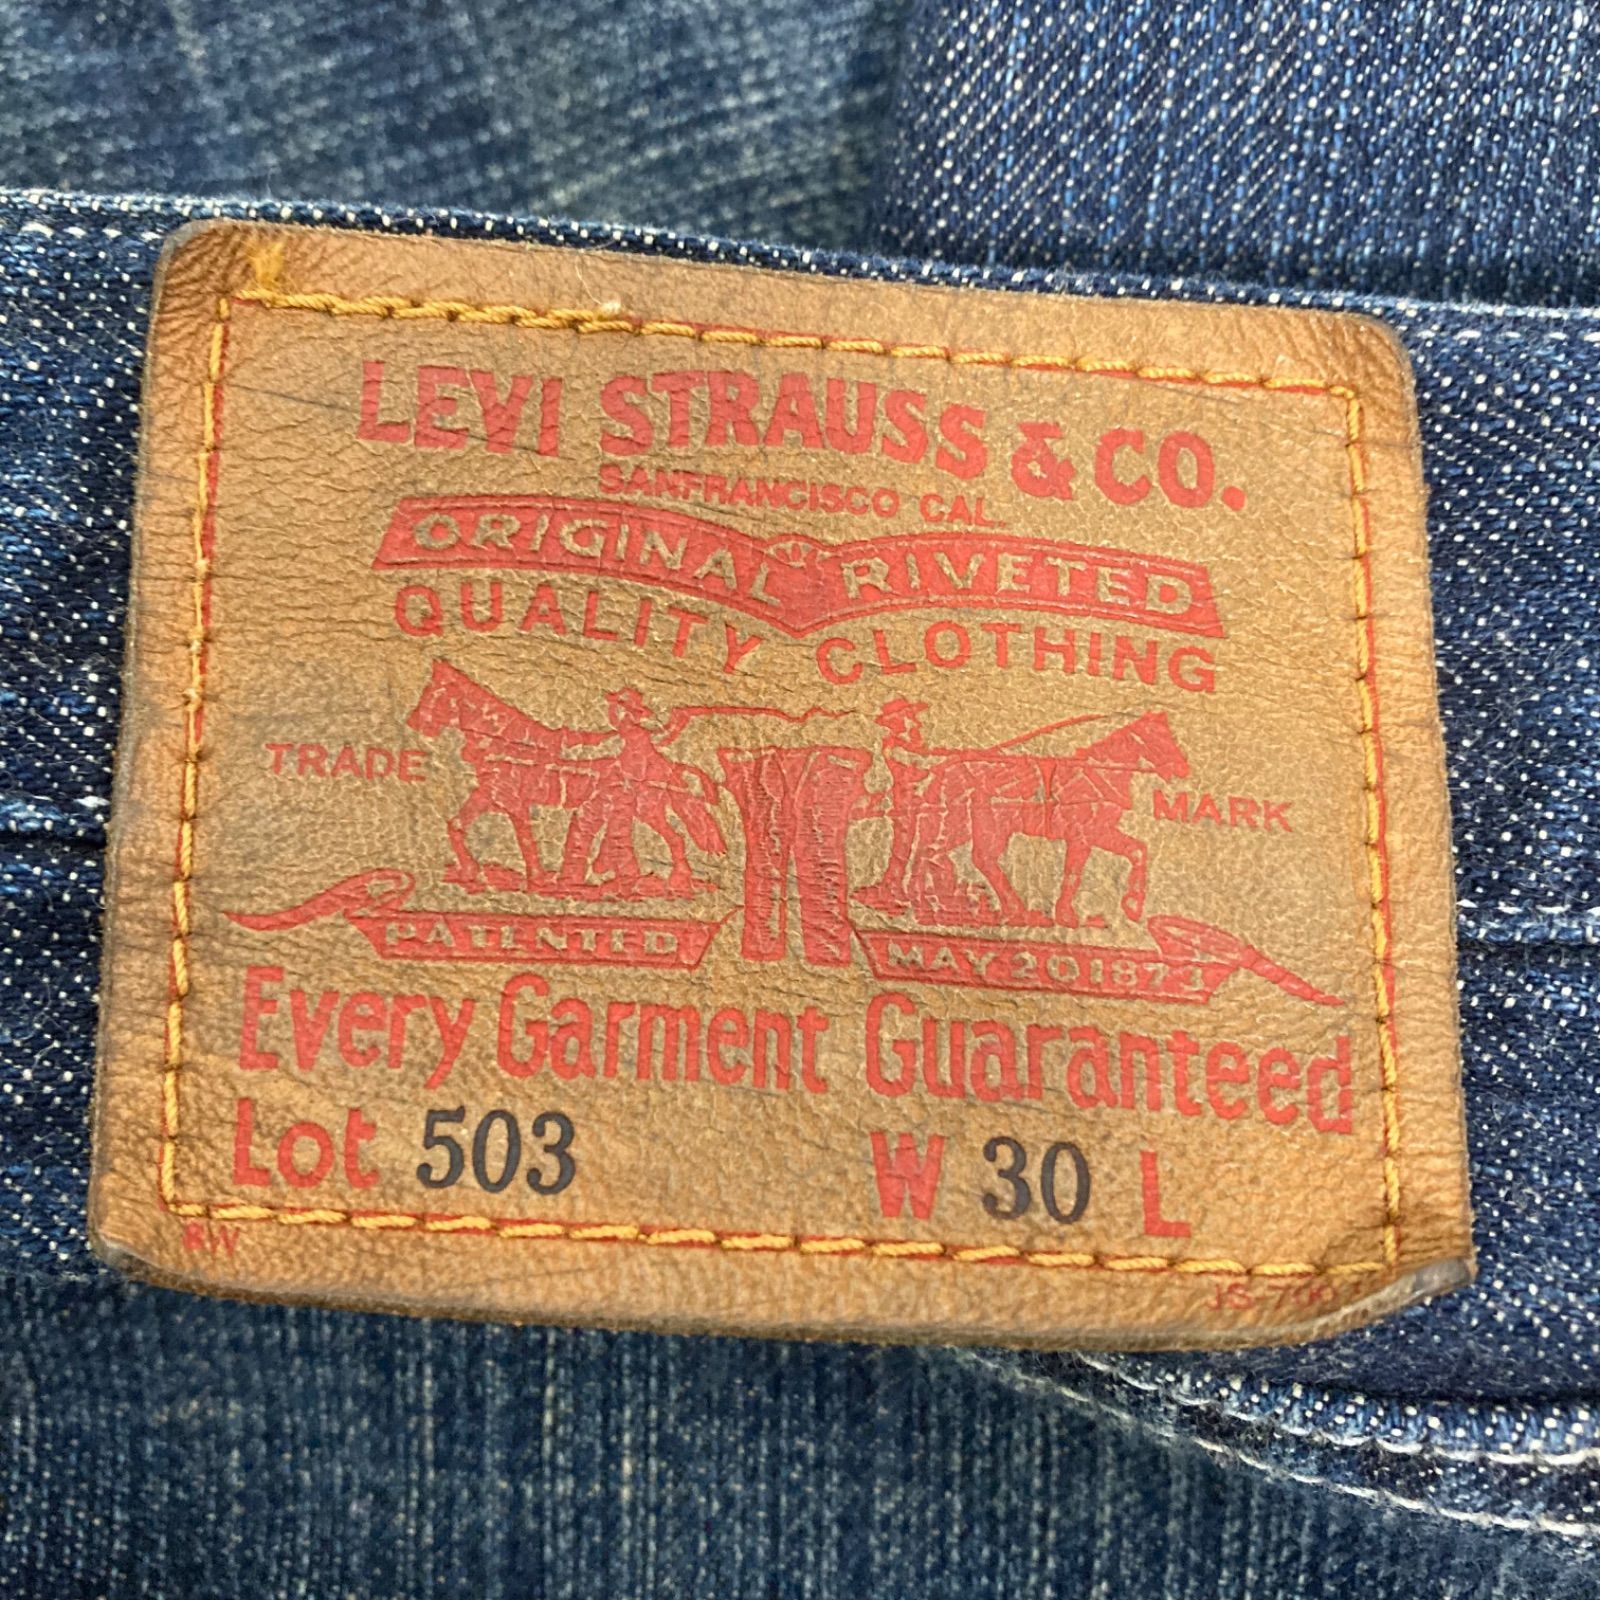 LEVI STRAUSS & CO.
SANFRANCISCO CAL.
ORIGINAL RIVETED
QUALITY CLOTHING
TRADE MARK
PATENTED MAY 20 1873
Every Garment Guaranteed
Lot 503 W 30 L